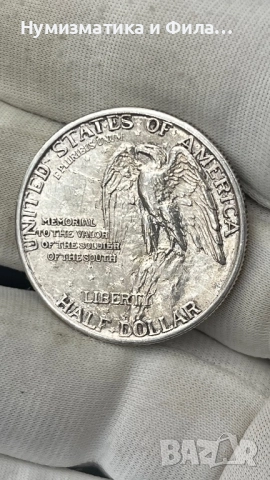 Нумизматика и Фила...
UNITED STATES OF AMERICA
E PLURIBUS UNUM
MEMORIAL
TO THE VALOR
OF THE SOLDIER
OF THE SOUTH
LIBERTY
HALF DOLLAR
BAZAR